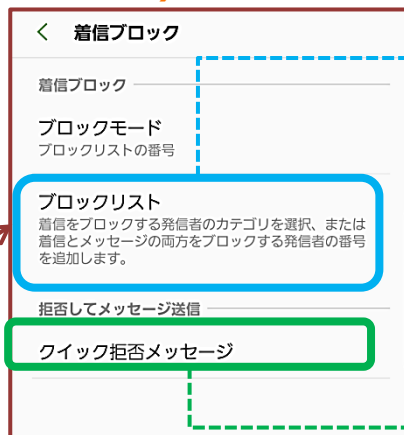 着信ブロック
着信ブロック
ブロックモード
ブロックリストの番号
ブロックリスト
着信をブロックする発信者のカテゴリを選択、または
着信とメッセージの両方をブロックする発信者の番号
を追加します。
拒否してメッセージ送信
クイック拒否メッセージ